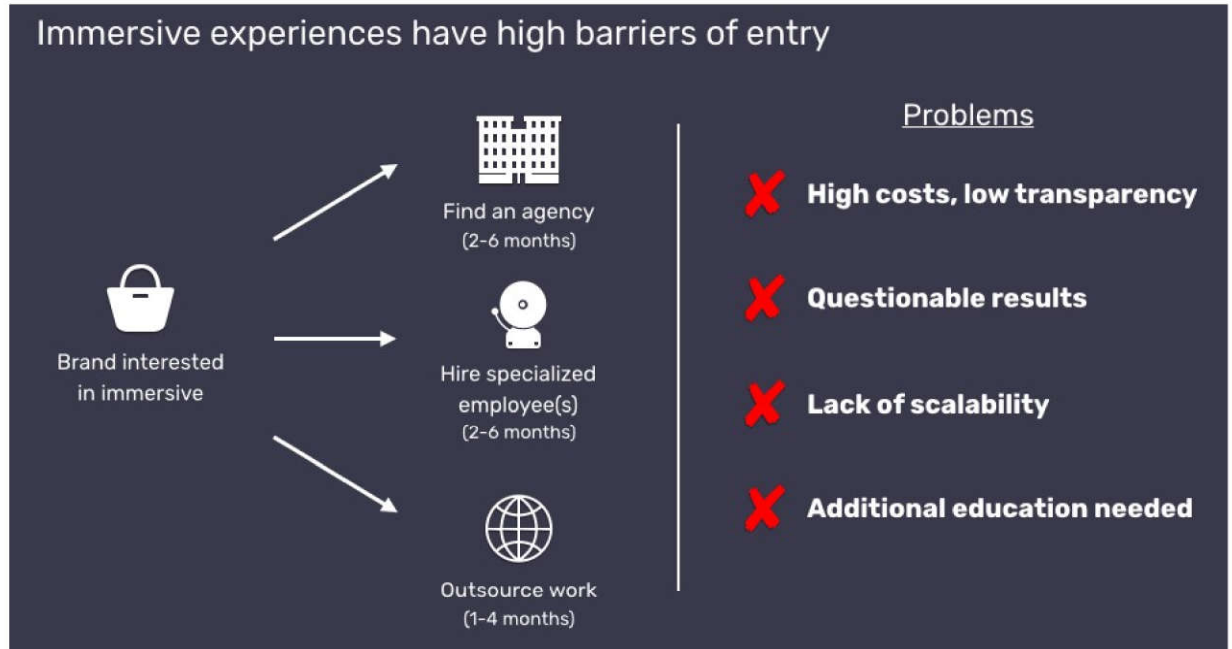 Immersive experiences have high barriers of entry
Brand interested
in immersive
Find an agency
(2-6 months)
Hire specialized
employee(s)
(2-6 months)
Outsource work
(1-4 months)
Problems
High costs, low transparency
Questionable results
Lack of scalability
Additional education needed